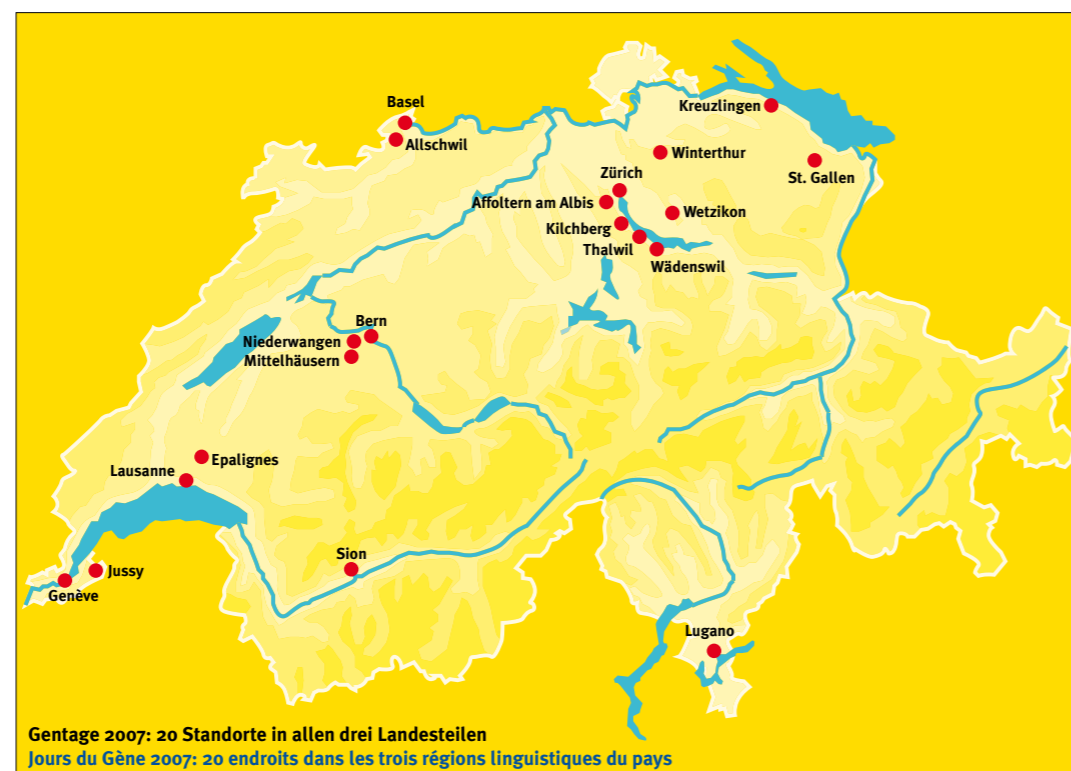 Basel
Allschwil
Kreuzlingen
Winterthur
St. Gallen
Zürich
Affoltern am Albis
Wetzikon
Kilchberg
Thalwil
Wädenswil
Bern
Niederwangen
Mittelhäusern
Epalignes
Lausanne
Sion
Jussy
Genève
Lugano
Gentage 2007: 20 Standorte in allen drei Landesteilen
Jours du Gène 2007: 20 endroits dans les trois régions linguistiques du pays